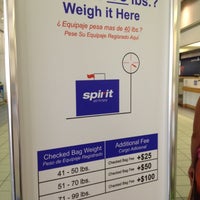 lbs.?
Weigh it Here
¿ Equipaje pesa mas de 40 lbs.?
Pese Su Equipaje Registrado Aquí
spirit
Checked Bag Weight
Peso de Equipaje Registrado
Additional Fee
Cargo Adicional
41 - 50 lbs.
Checked Bag Fee +$25
51 - 70 lbs.
Checked Bag Fee +$50
71 - 99 lbs.
Checked Bag Fee +$100